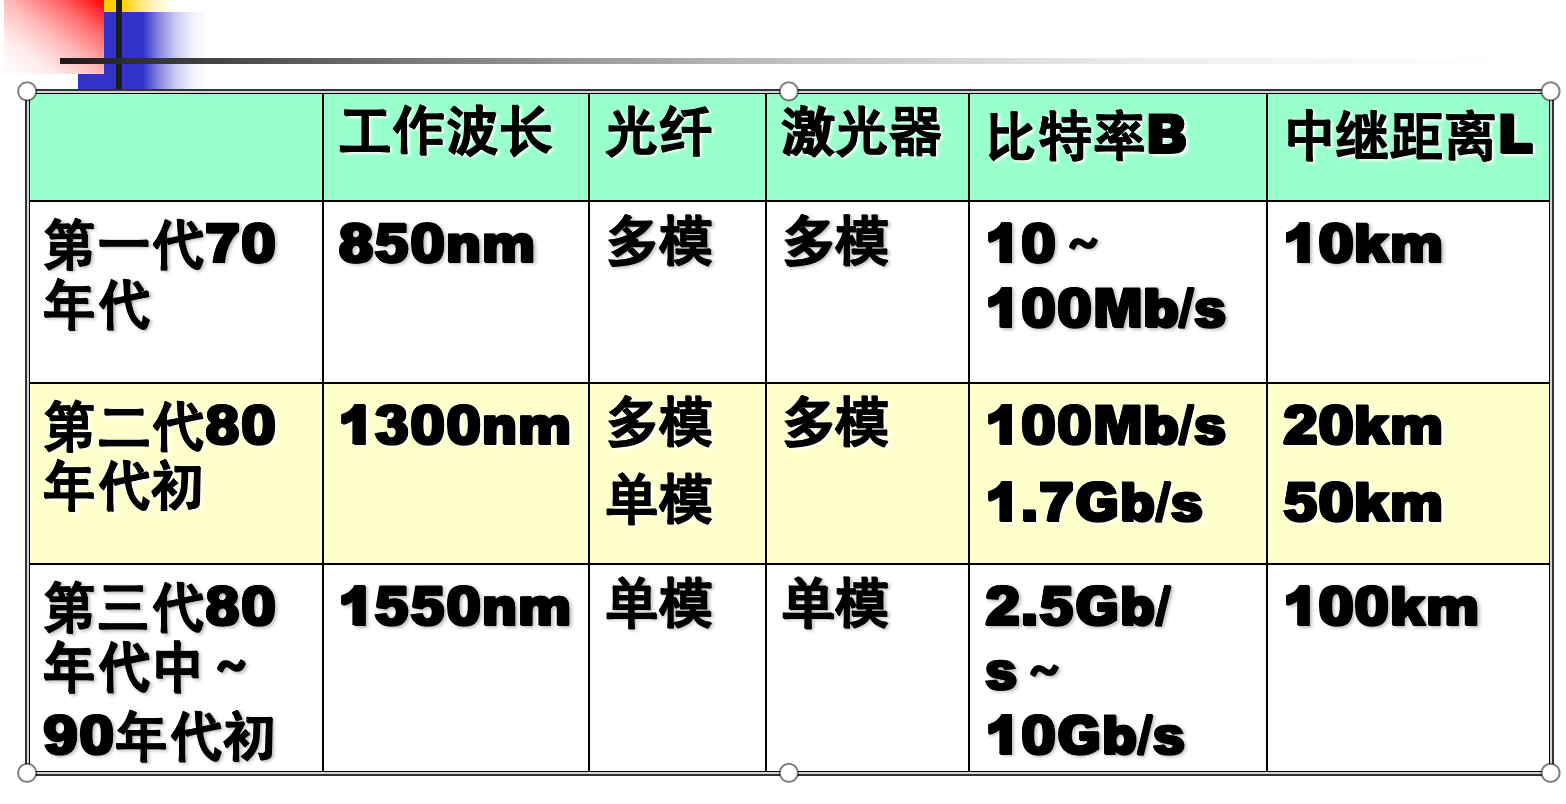 工作波长 光纤 激光器 比特率B 中继距离L
第一代70 850nm 多模 多模 10～ 10km
年代 100Mb/s
第二代80 1300nm 多模 多模 100Mb/s 20km
年代初 单模 1.7Gb/s 50km
第三代80 1550nm 单模 单模 2.5Gb/ 100km
年代中～ s～
90年代初 10Gb/s